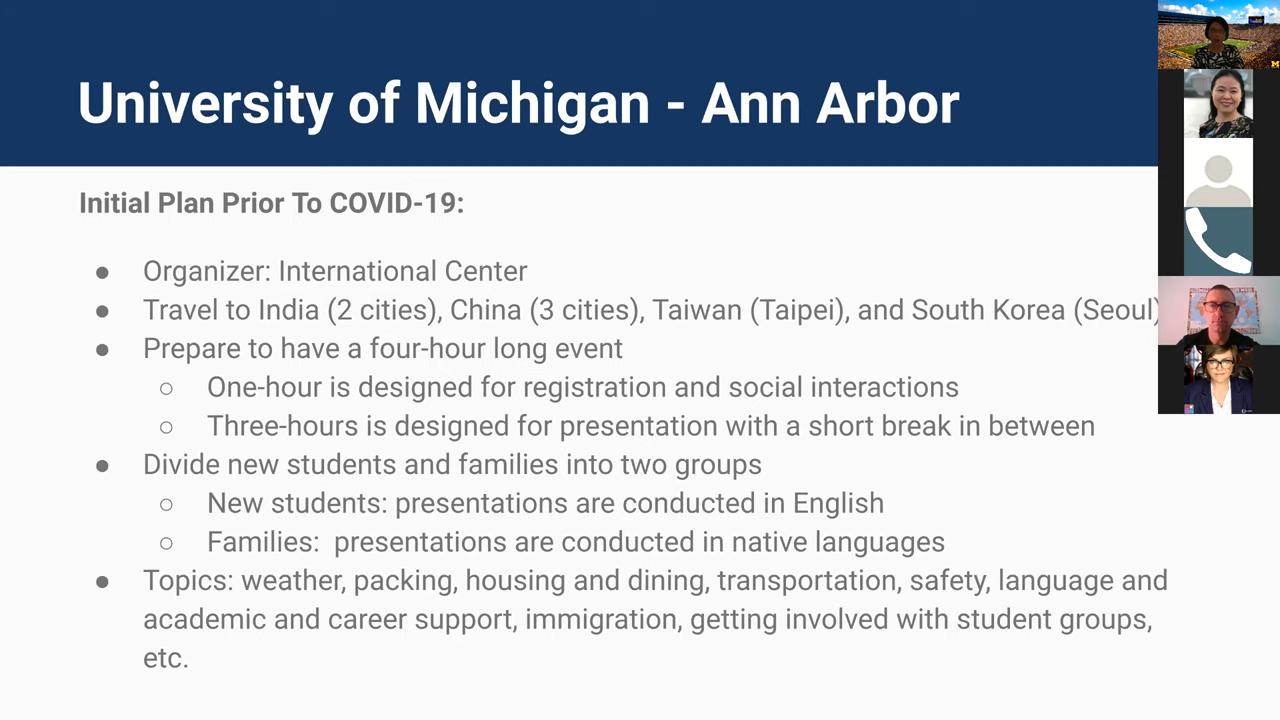 University of Michigan - Ann Arbor
Initial Plan Prior To COVID-19:
● Organizer: International Center
● Travel to India (2 cities), China (3 cities), Taiwan (Taipei), and South Korea (Seoul)
● Prepare to have a four-hour long event
○ One-hour is designed for registration and social interactions
○ Three-hours is designed for presentation with a short break in between
● Divide new students and families into two groups
○ New students: presentations are conducted in English
○ Families:  presentations are conducted in native languages
● Topics: weather, packing, housing and dining, transportation, safety, language and
academic and career support, immigration, getting involved with student groups,
etc.
M